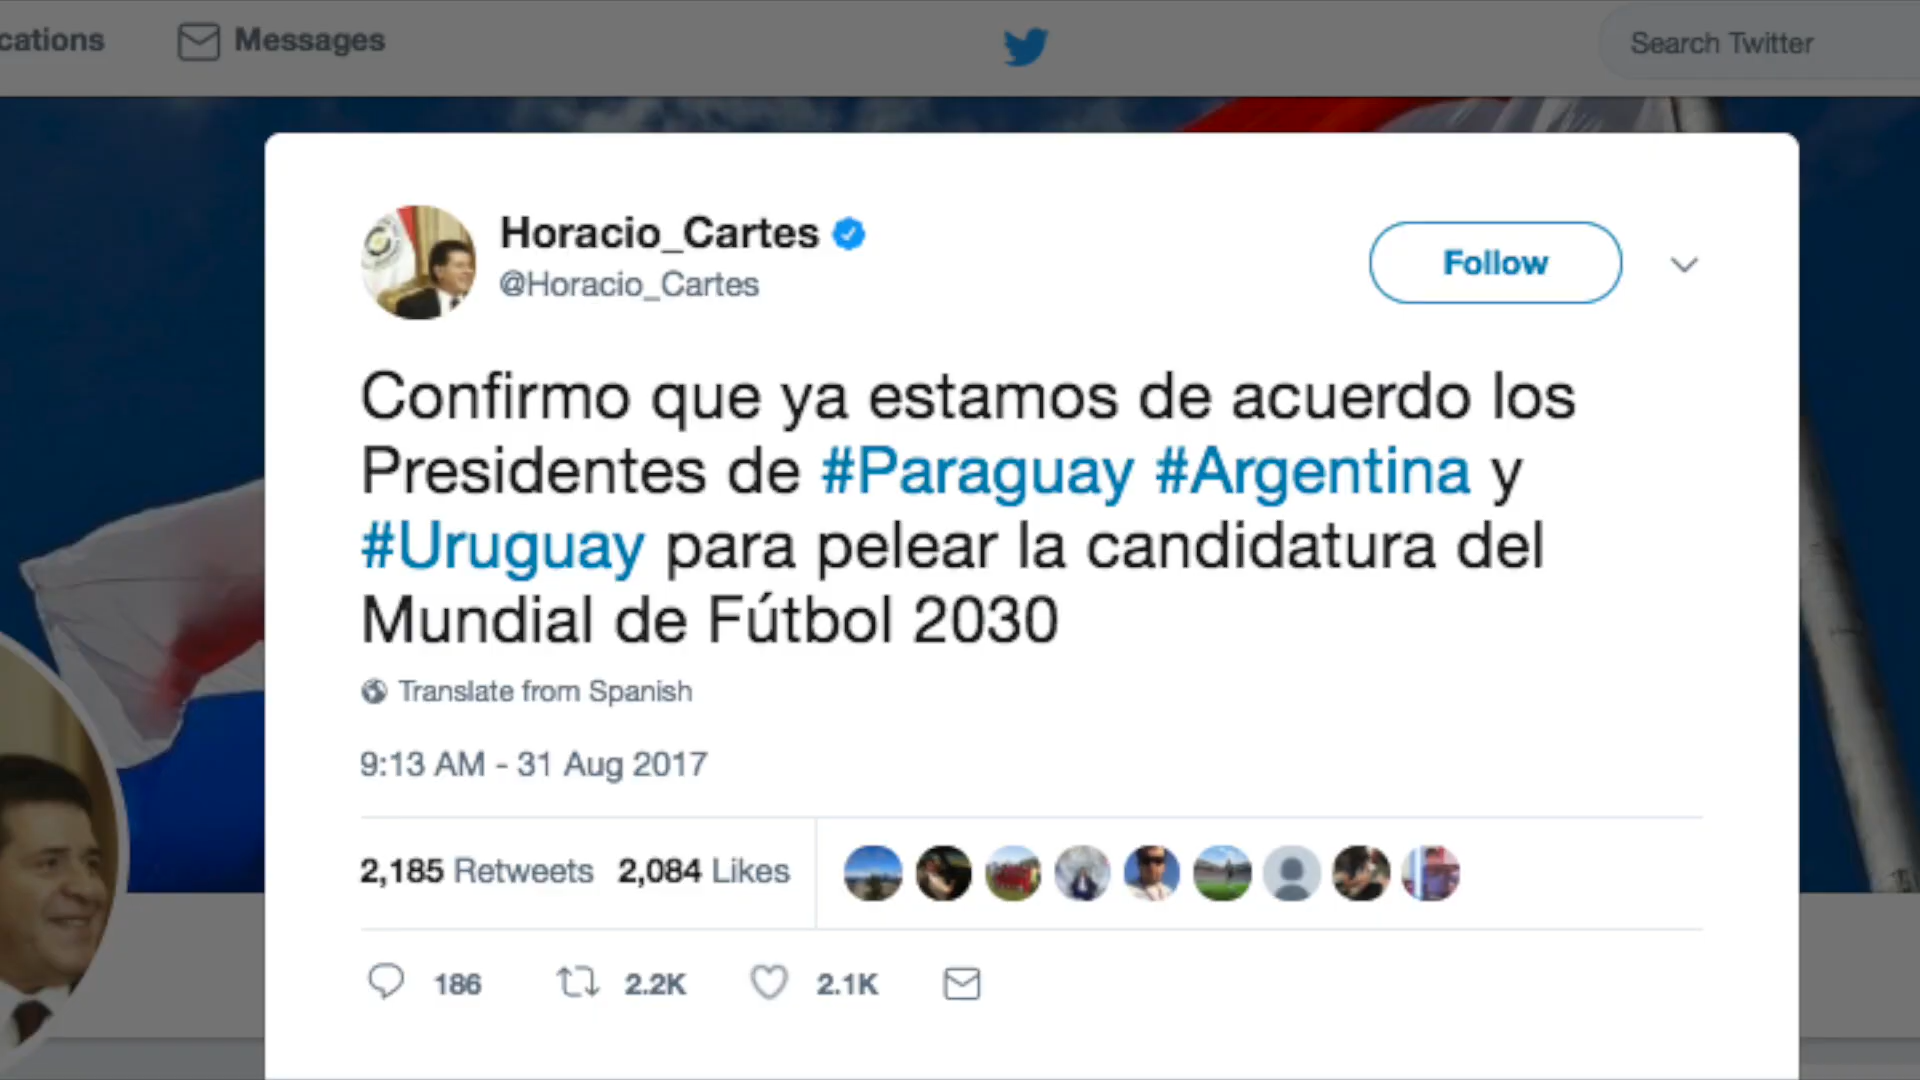 cations
Messages
Search Twitter
Horacio_Cartes
@Horacio_Cartes
Follow
Confirmo que ya estamos de acuerdo los
Presidentes de #Paraguay #Argentina y
#Uruguay para pelear la candidatura del
Mundial de Fútbol 2030
Translate from Spanish
9:13 AM - 31 Aug 2017
2,185 Retweets 2,084 Likes
186 2.2K 2.1K